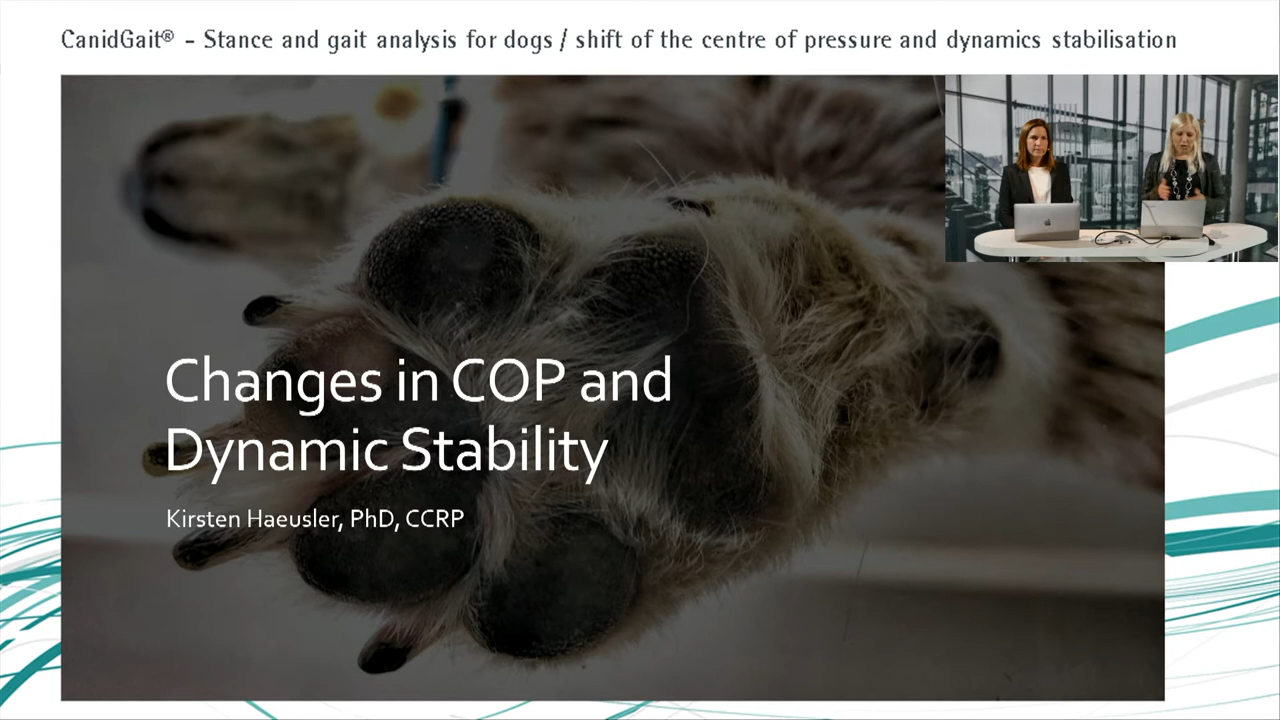 CanidGait® - Stance and gait analysis for dogs / shift of the centre of pressure and dynamics stabilisation
Changes in COP and
Dynamic Stability
Kirsten Haeusler, PhD, CCRP